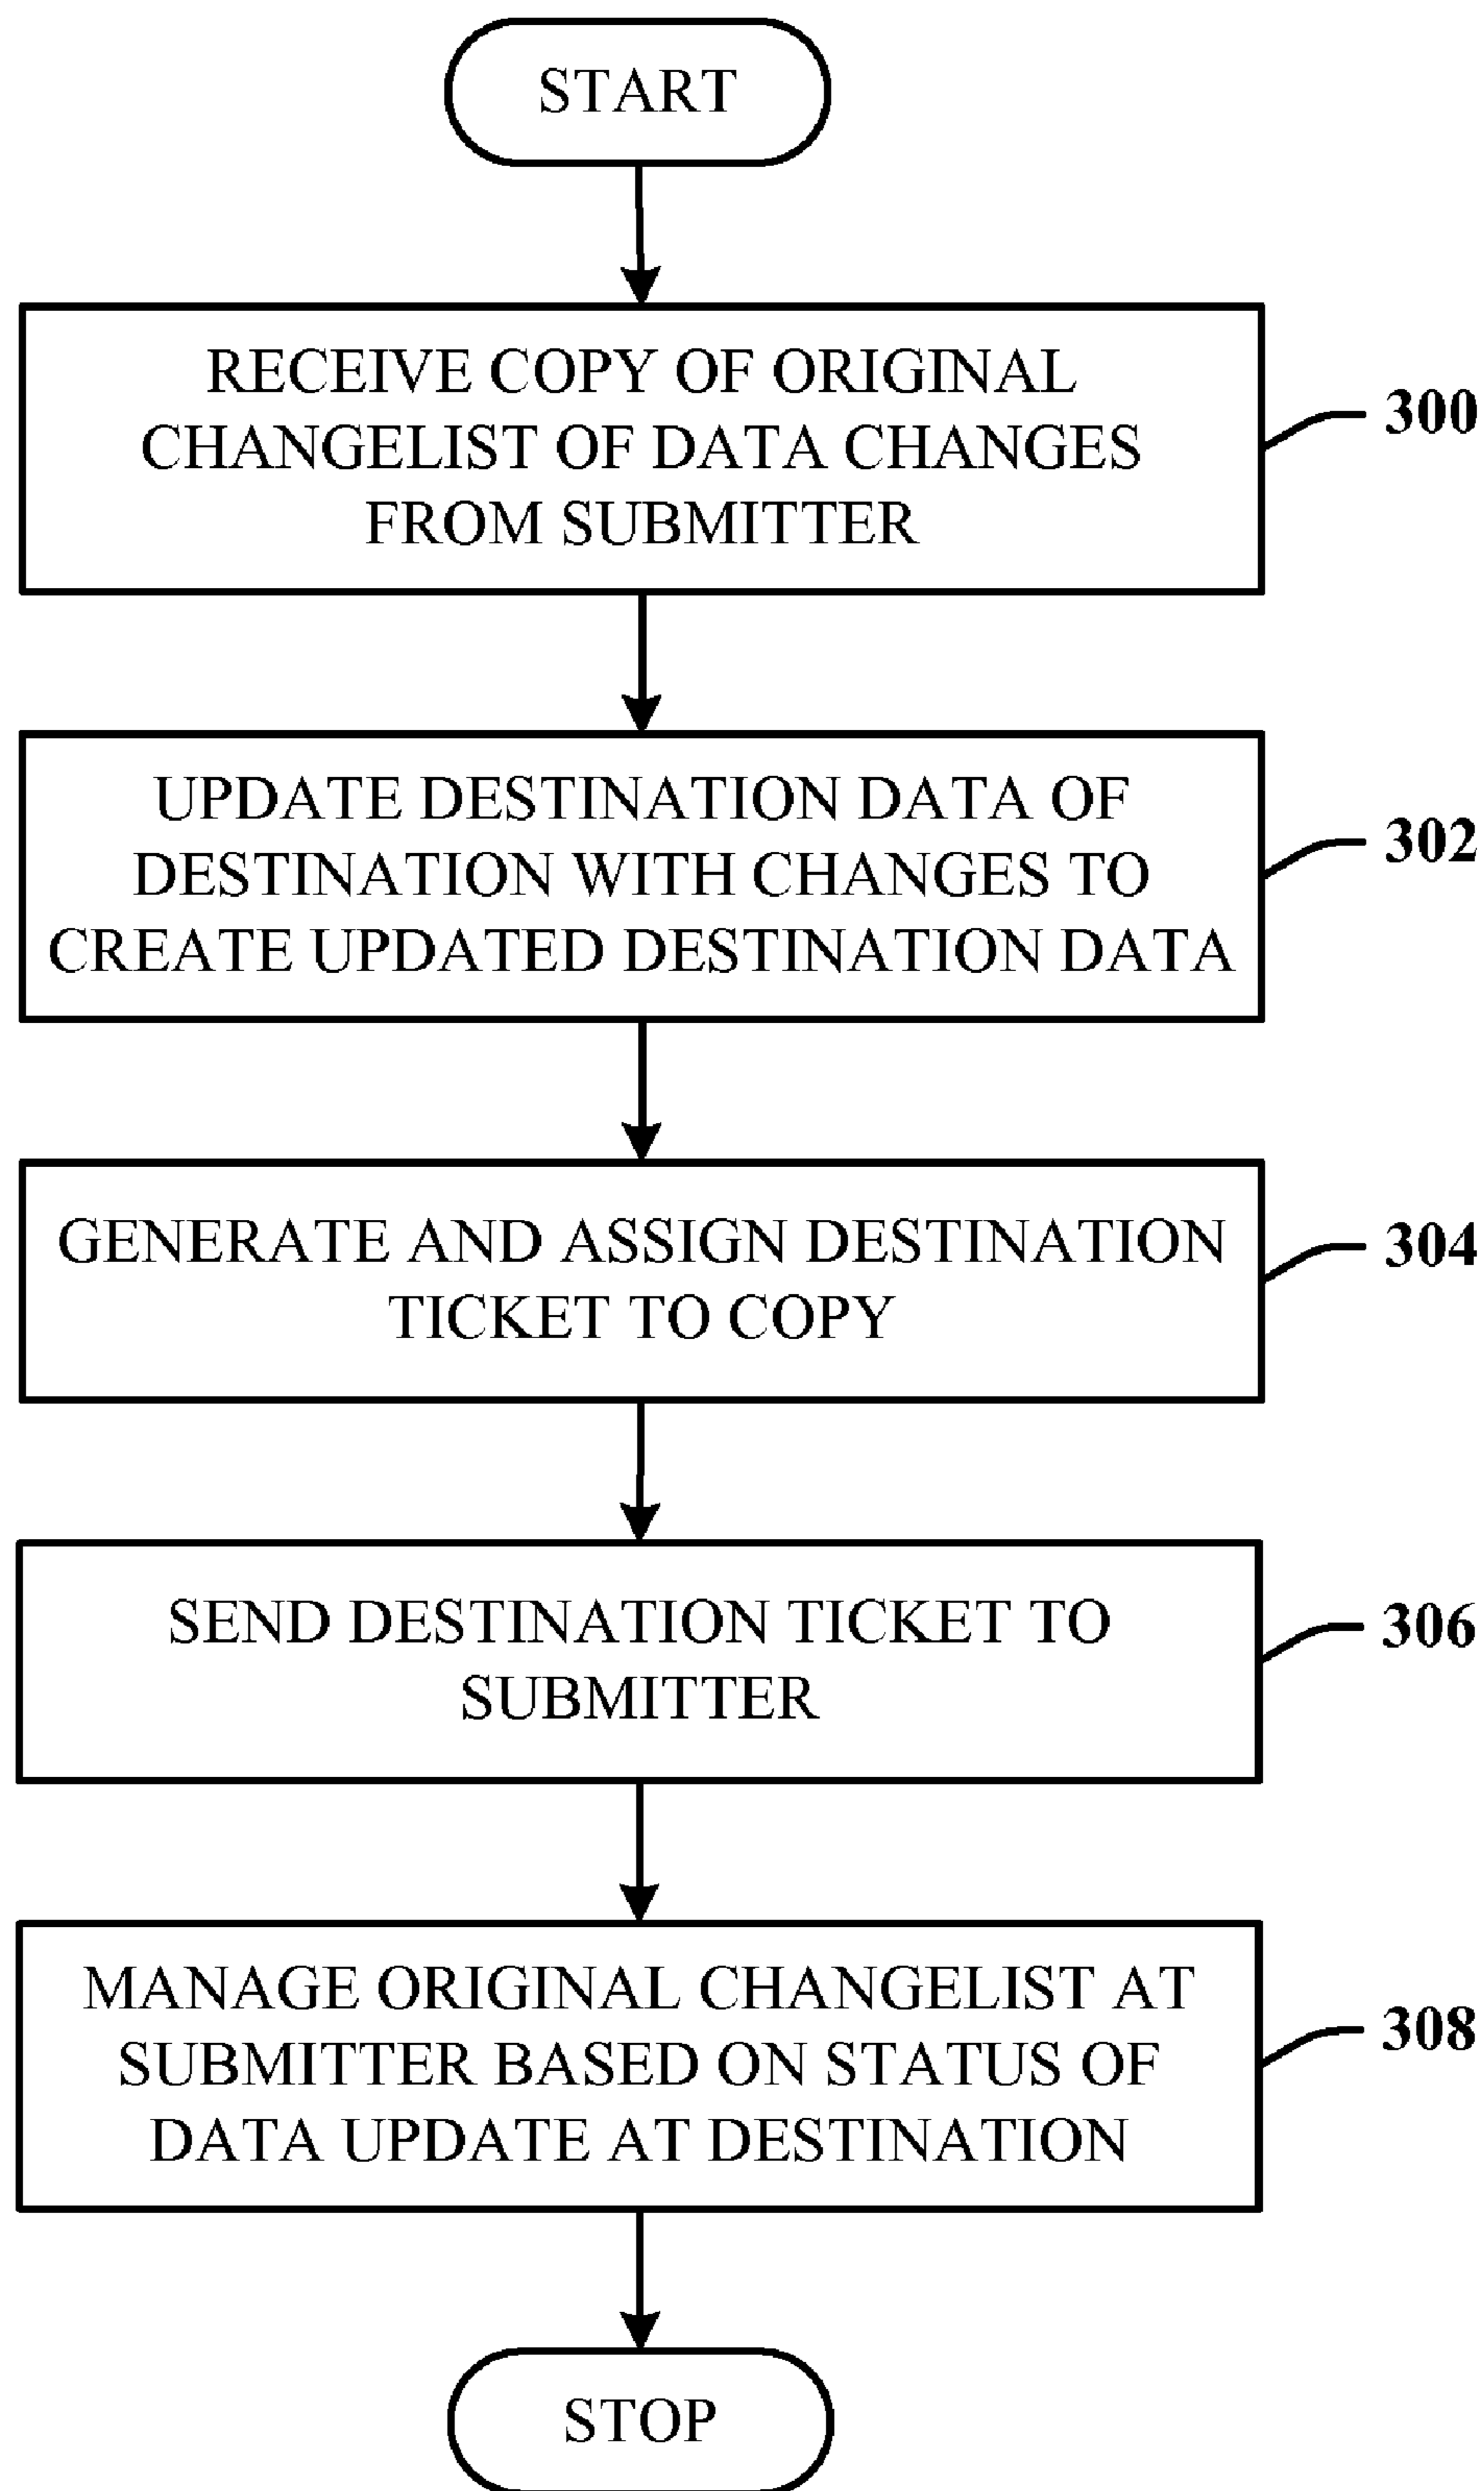 START
RECEIVE COPY OF ORIGINAL
CHANGELIST OF DATA CHANGES
FROM SUBMITTER
300
UPDATE DESTINATION DATA OF
DESTINATION WITH CHANGES TO
CREATE UPDATED DESTINATION DATA
302
GENERATE AND ASSIGN DESTINATION
TICKET TO COPY
304
SEND DESTINATION TICKET TO
SUBMITTER
306
MANAGE ORIGINAL CHANGELIST AT
SUBMITTER BASED ON STATUS OF
DATA UPDATE AT DESTINATION
308
STOP